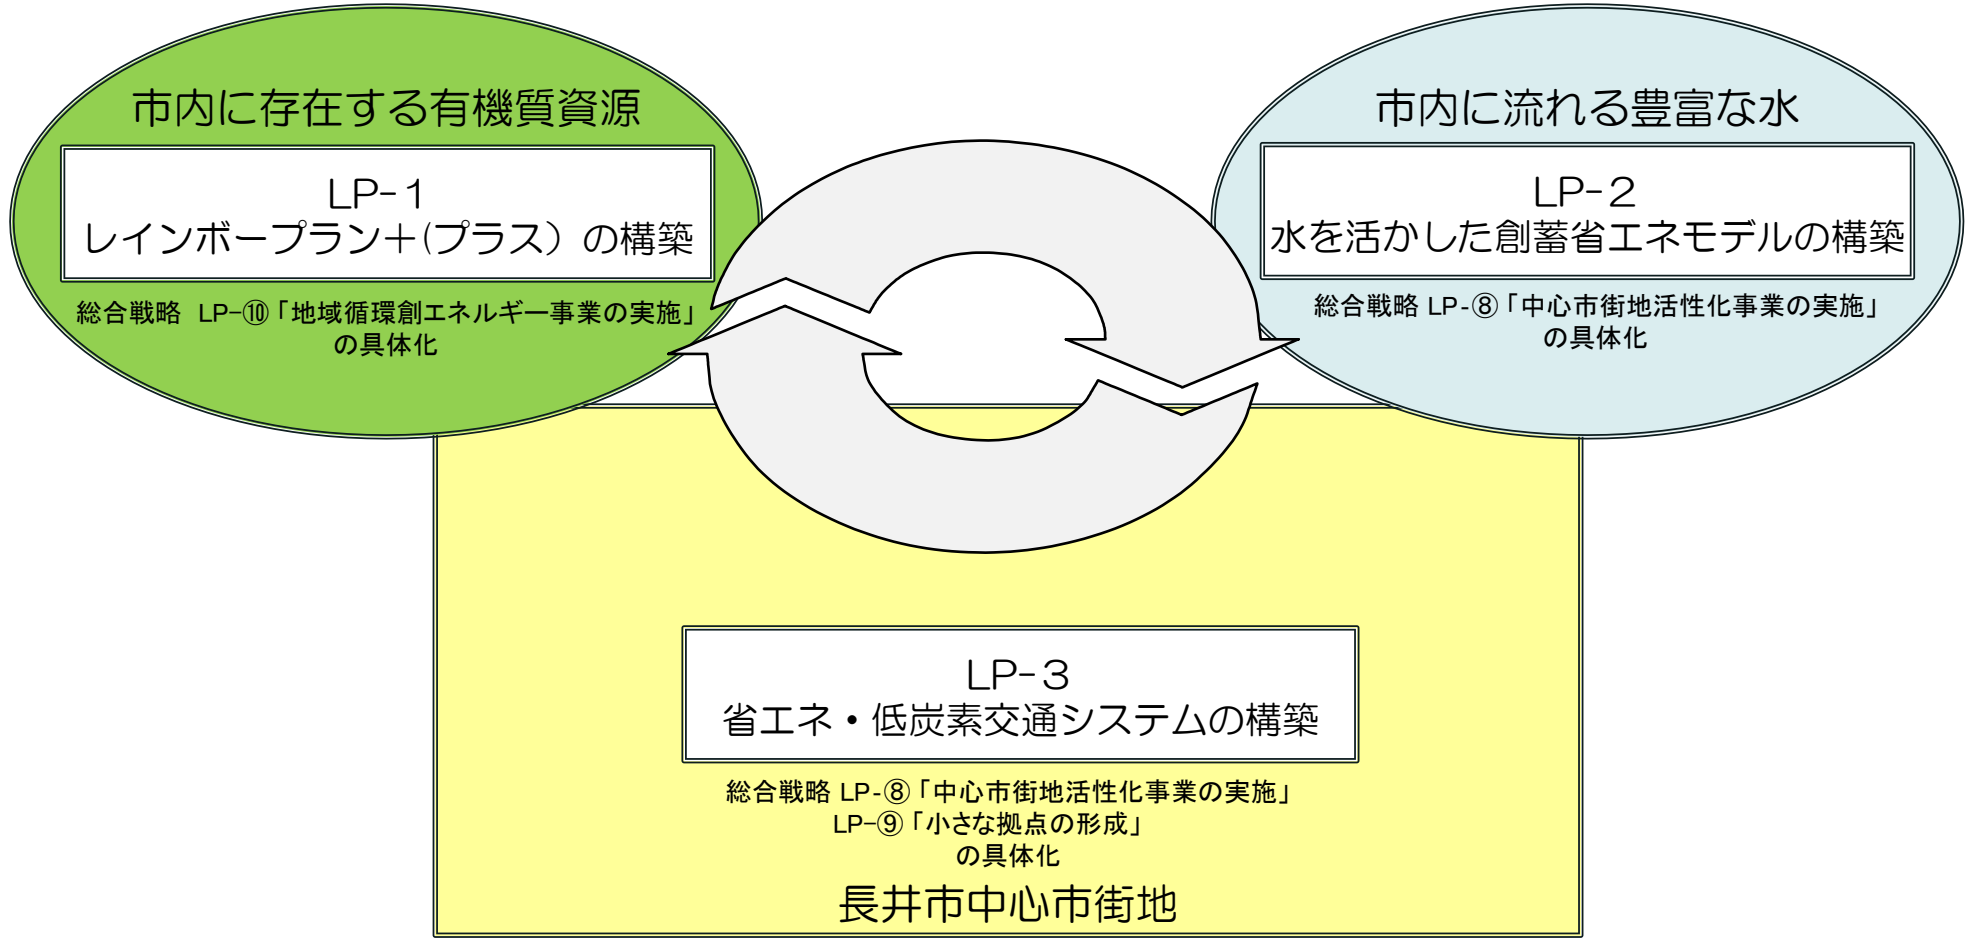 市内に存在する有機質資源
LP-1
レインボープラン＋(プラス）の構築
総合戦略 LP-⑩「地域循環創エネルギー事業の実施」
の具体化
市内に流れる豊富な水
LP-2
水を活かした創蓄省エネモデルの構築
総合戦略 LP-⑧「中心市街地活性化事業の実施」
の具体化
LP-3
省エネ・低炭素交通システムの構築
総合戦略 LP-⑧「中心市街地活性化事業の実施」
LP-⑨「小さな拠点の形成」
の具体化
長井市中心市街地